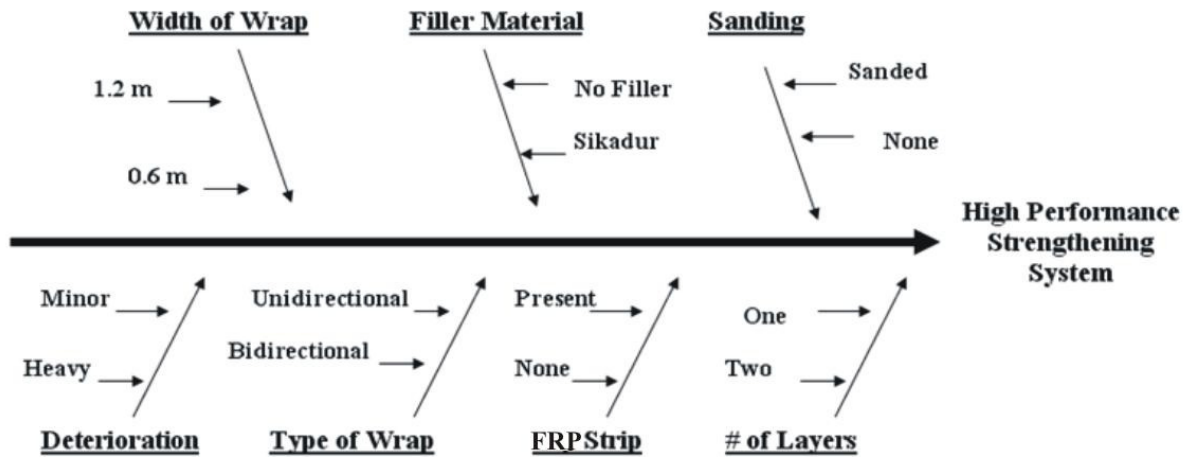 Width of Wrap
Filler Material
Sanding
1.2 m
0.6 m
No Filler
Sikadur
Sanded
None
High Performance
Strengthening
System
Minor
Heavy
Unidirectional
Bidirectional
Present
None
One
Two
Deterioration
Type of Wrap
FRP Strip
# of Layers